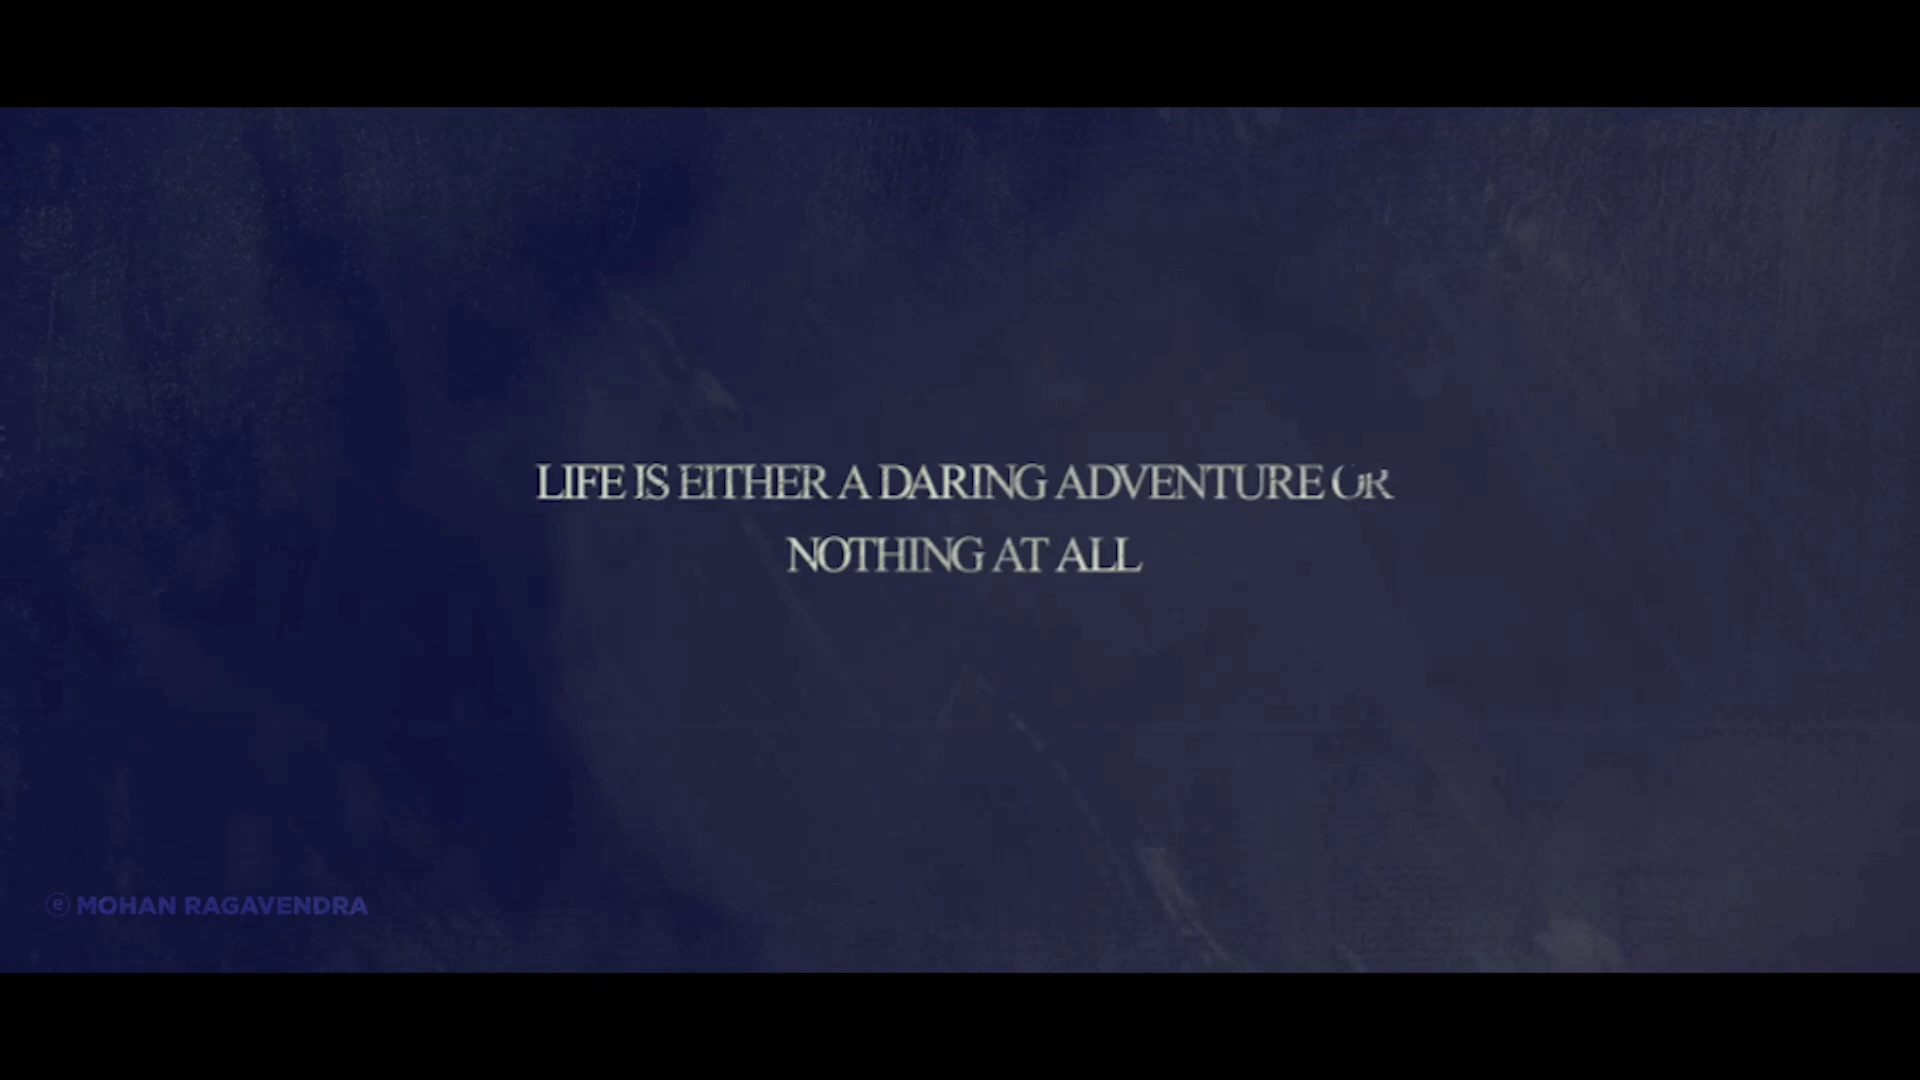 LIFE IS EITHER A DARING ADVENTURE OR
NOTHING AT ALL
ⓔ MOHAN RAGAVENDRA